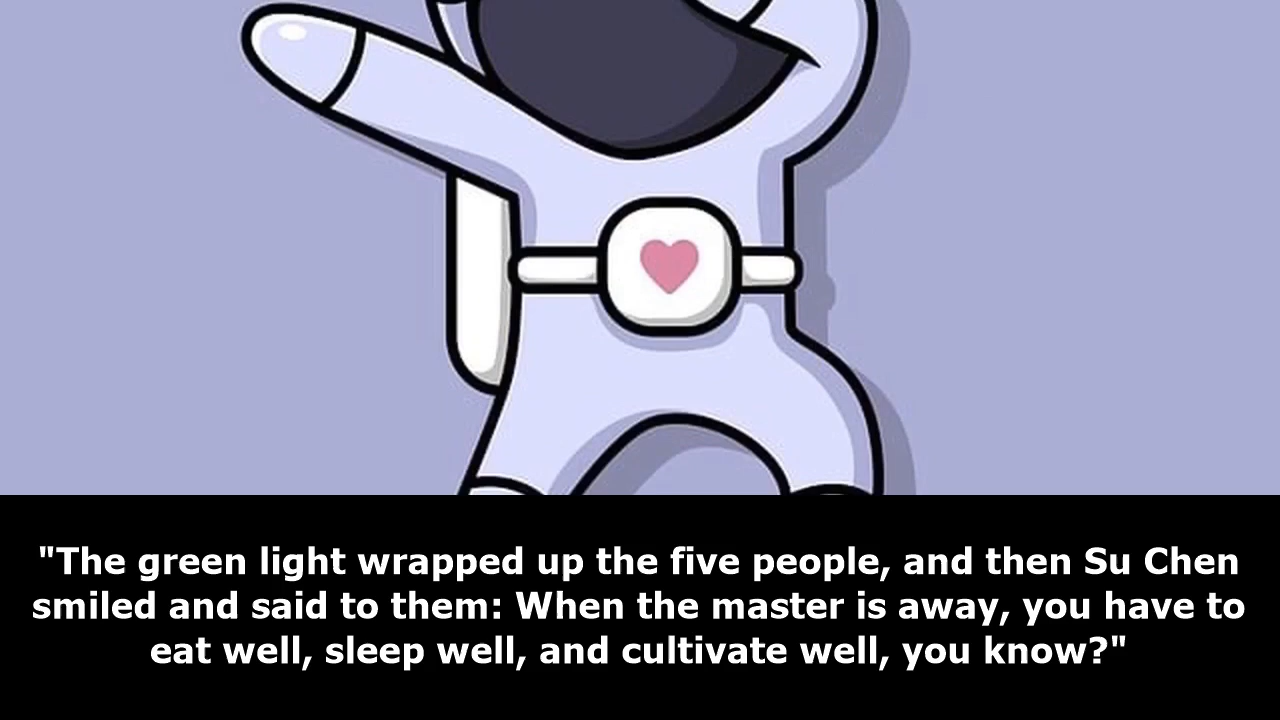 "The green light wrapped up the five people, and then Su Chen
smiled and said to them: When the master is away, you have to
eat well, sleep well, and cultivate well, you know?"